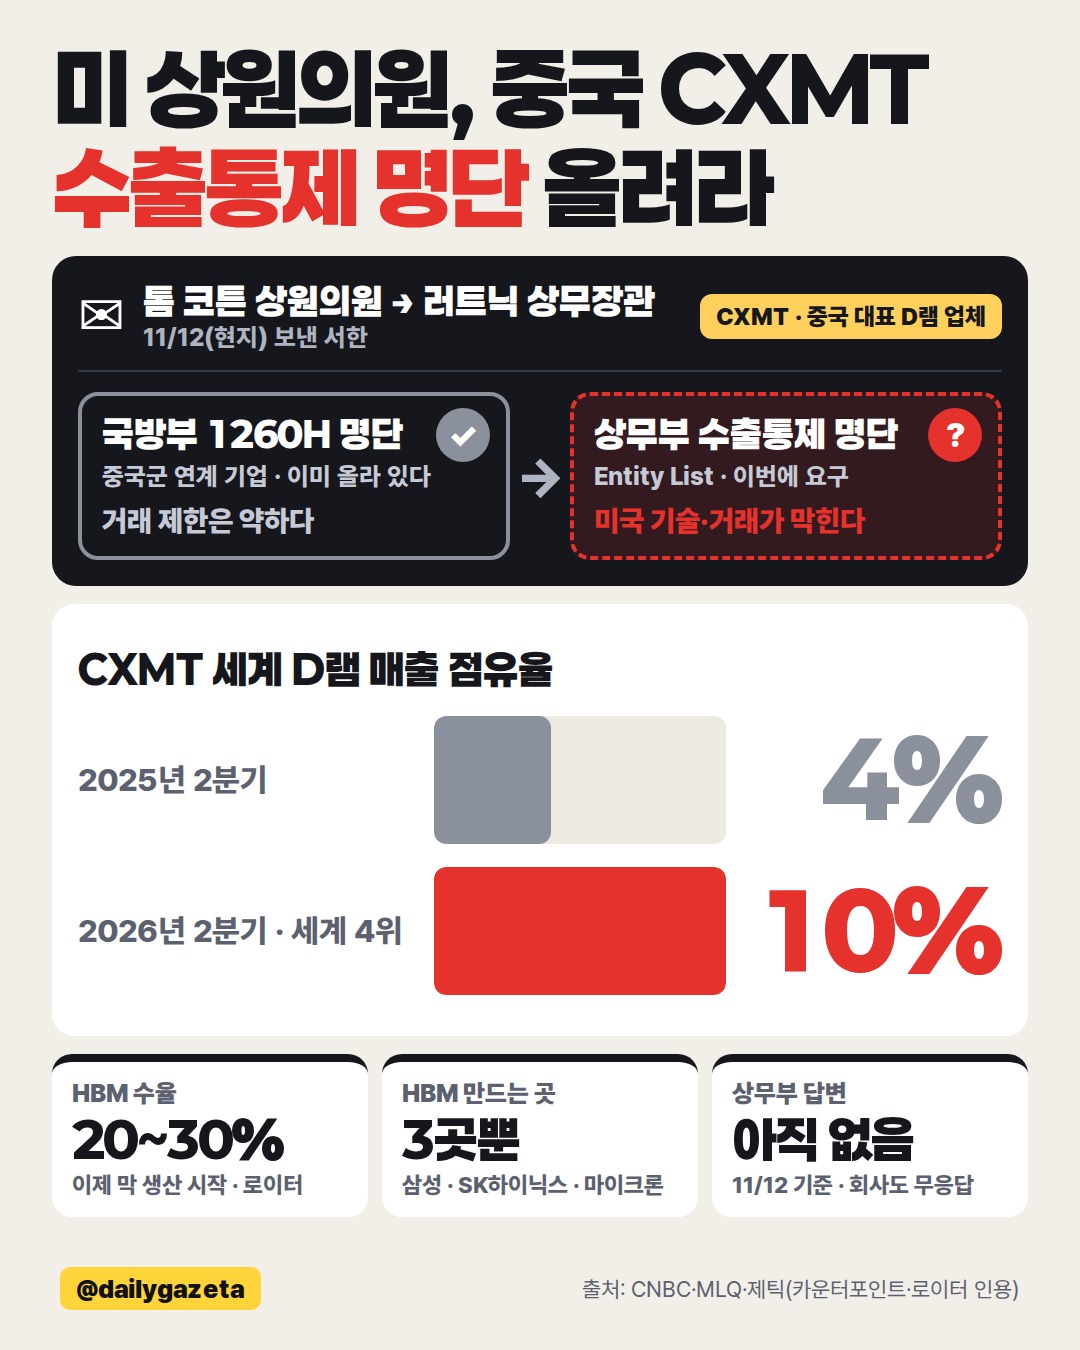 미 상원의원, 중국 CXMT
수출통제 명단 올려라
톰 코튼 상원의원 → 러트닉 상무장관
11/12(현지) 보낸 서한
CXMT · 중국 대표 D램 업체
국방부 1260H 명단
중국군 연계 기업 · 이미 올라 있다
거래 제한은 약하다
→
상무부 수출통제 명단
?
Entity List · 이번에 요구
미국 기술·거래가 막힌다
CXMT 세계 D램 매출 점유율
2025년 2분기
4%
2026년 2분기 · 세계 4위
10%
HBM 수율
20~30%
이제 막 생산 시작 · 로이터
HBM 만드는 곳
3곳뿐
삼성 · SK하이닉스 · 마이크론
상무부 답변
아직 없음
11/12 기준 · 회사도 무응답
@dailygazeta
출처: CNBC·MLQ·제틱(카운터포인트·로이터 인용)